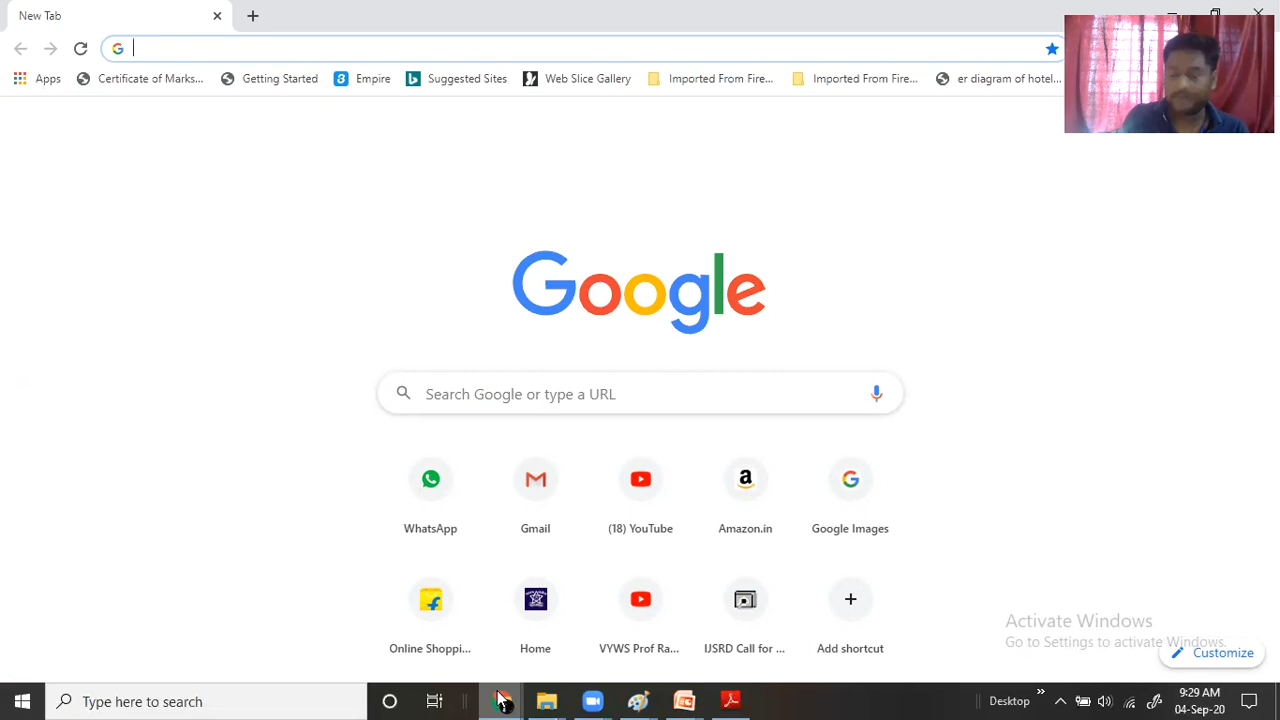 New Tab
Apps
Certificate of Marks...
Getting Started
Empire
Suggested Sites
Web Slice Gallery
Imported From Fire...
Imported From Fire...
er diagram of hotel...
Google
Search Google or type a URL
WhatsApp
Gmail
(18) YouTube
Amazon.in
Google Images
Online Shoppi...
Home
VYWS Prof Ra...
IJSRD Call for ...
Add shortcut
Activate Windows
Go to Settings to activate Windows.
Customize
Type here to search
Desktop
9:29 AM
04-Sep-20